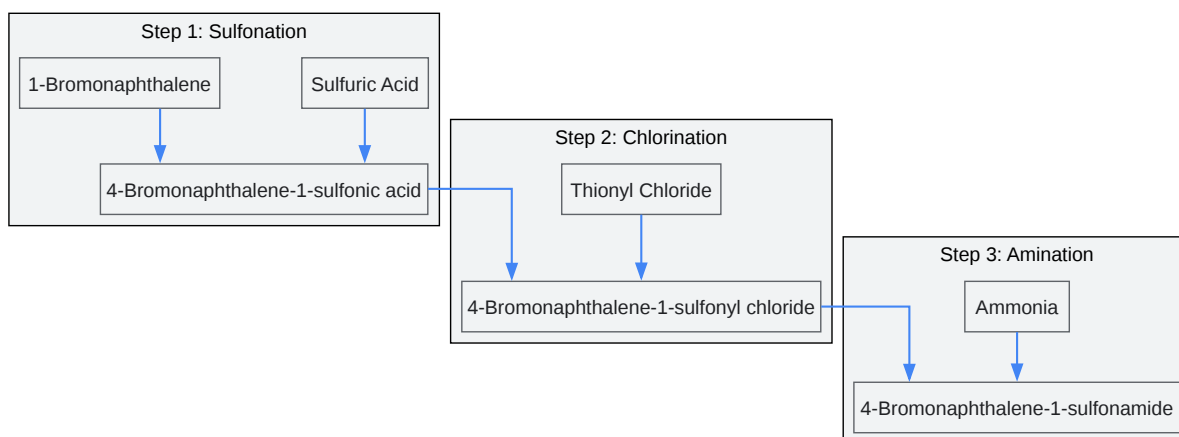 Step 1: Sulfonation
1-Bromonaphthalene
Sulfuric Acid
4-Bromonaphthalene-1-sulfonic acid
Step 2: Chlorination
Thionyl Chloride
4-Bromonaphthalene-1-sulfonyl chloride
Step 3: Amination
Ammonia
4-Bromonaphthalene-1-sulfonamide